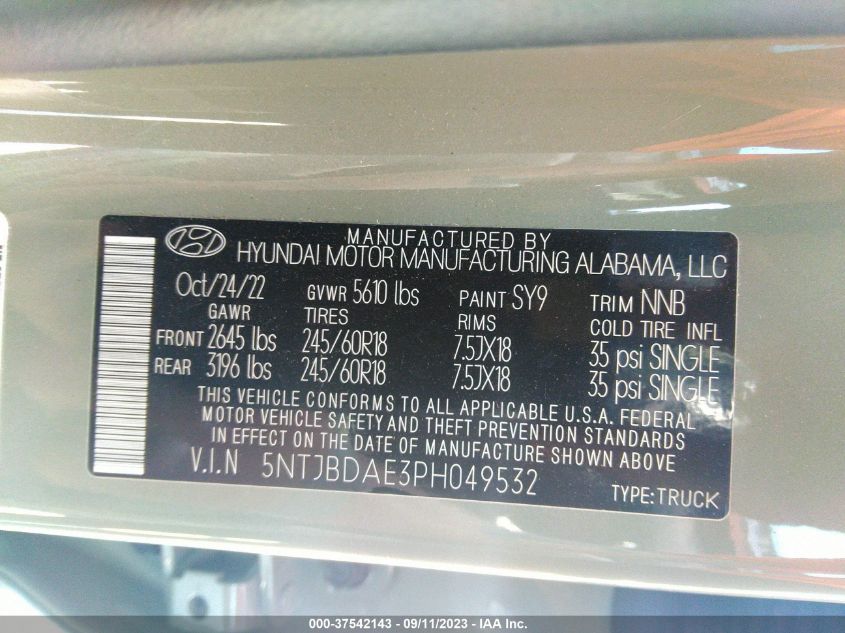 MANUFACTURED BY
HYUNDAI MOTOR MANUFACTURING ALABAMA, LLC
Oct/24/22 GVWR 5610 lbs PAINT SY9 TRIM NNB
GAWR TIRES RIMS COLD TIRE INFL
FRONT 2645 lbs 245/60R18 7.5JX18 35 psi SINGLE
REAR 3196 lbs 245/60R18 7.5JX18 35 psi SINGLE
THIS VEHICLE CONFORMS TO ALL APPLICABLE U.S.A. FEDERAL
MOTOR VEHICLE SAFETY AND THEFT PREVENTION STANDARDS
IN EFFECT ON THE DATE OF MANUFACTURE SHOWN ABOVE.
V.I.N 5NTJBDAE3PH049532 TYPE:TRUCK
000-37542143 - 09/11/2023 - IAA Inc.